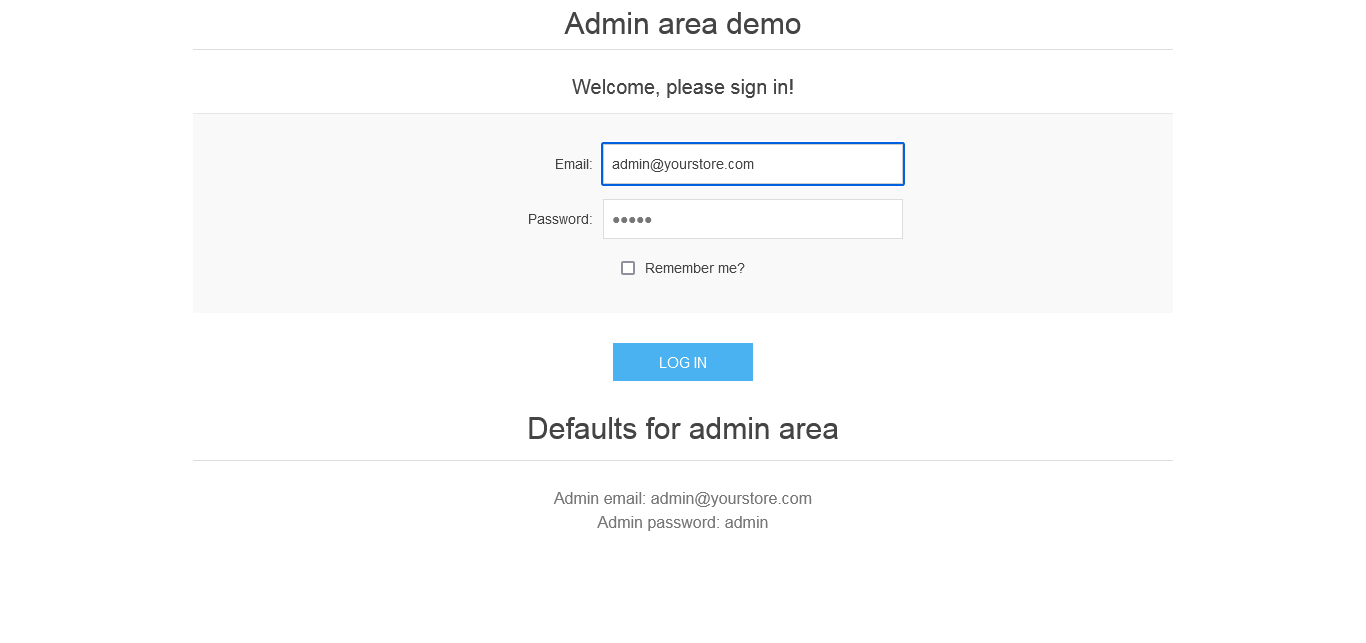 Admin area demo
Welcome, please sign in!
Email: admin@yourstore.com
Password: •••••
Remember me?
LOG IN
Defaults for admin area
Admin email: admin@yourstore.com
Admin password: admin